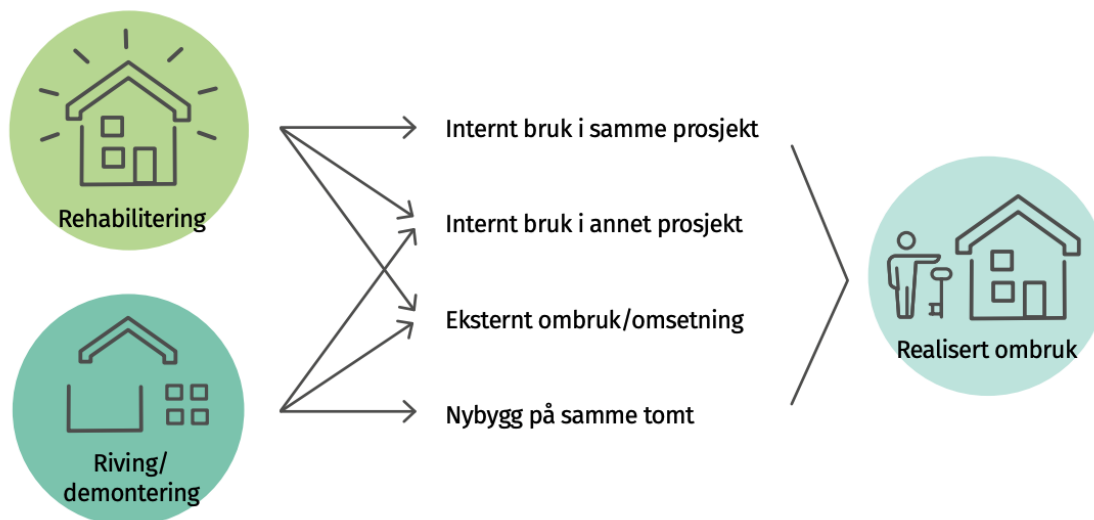 Rehabilitering
Riving/
demontering
Internt bruk i samme prosjekt
Internt bruk i annet prosjekt
Eksternt ombruk/omsetning
Nybygg på samme tomt
Realisert ombruk